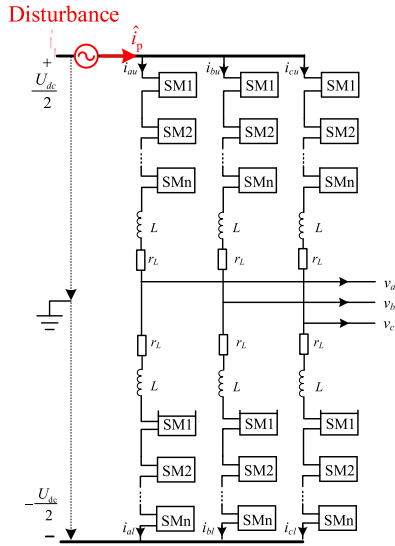 Disturbance
î_p
+
U_dc/2
i_au i_bu i_cu
SM1 SM1 SM1
SM2 SM2 SM2
SMn SMn SMn
L L L
r_L r_L r_L
v_a
v_b
v_c
r_L r_L r_L
L L L
SM1 SM1 SM1
SM2 SM2 SM2
-U_dc/2
SMn SMn SMn
i_al i_bl i_cl
−